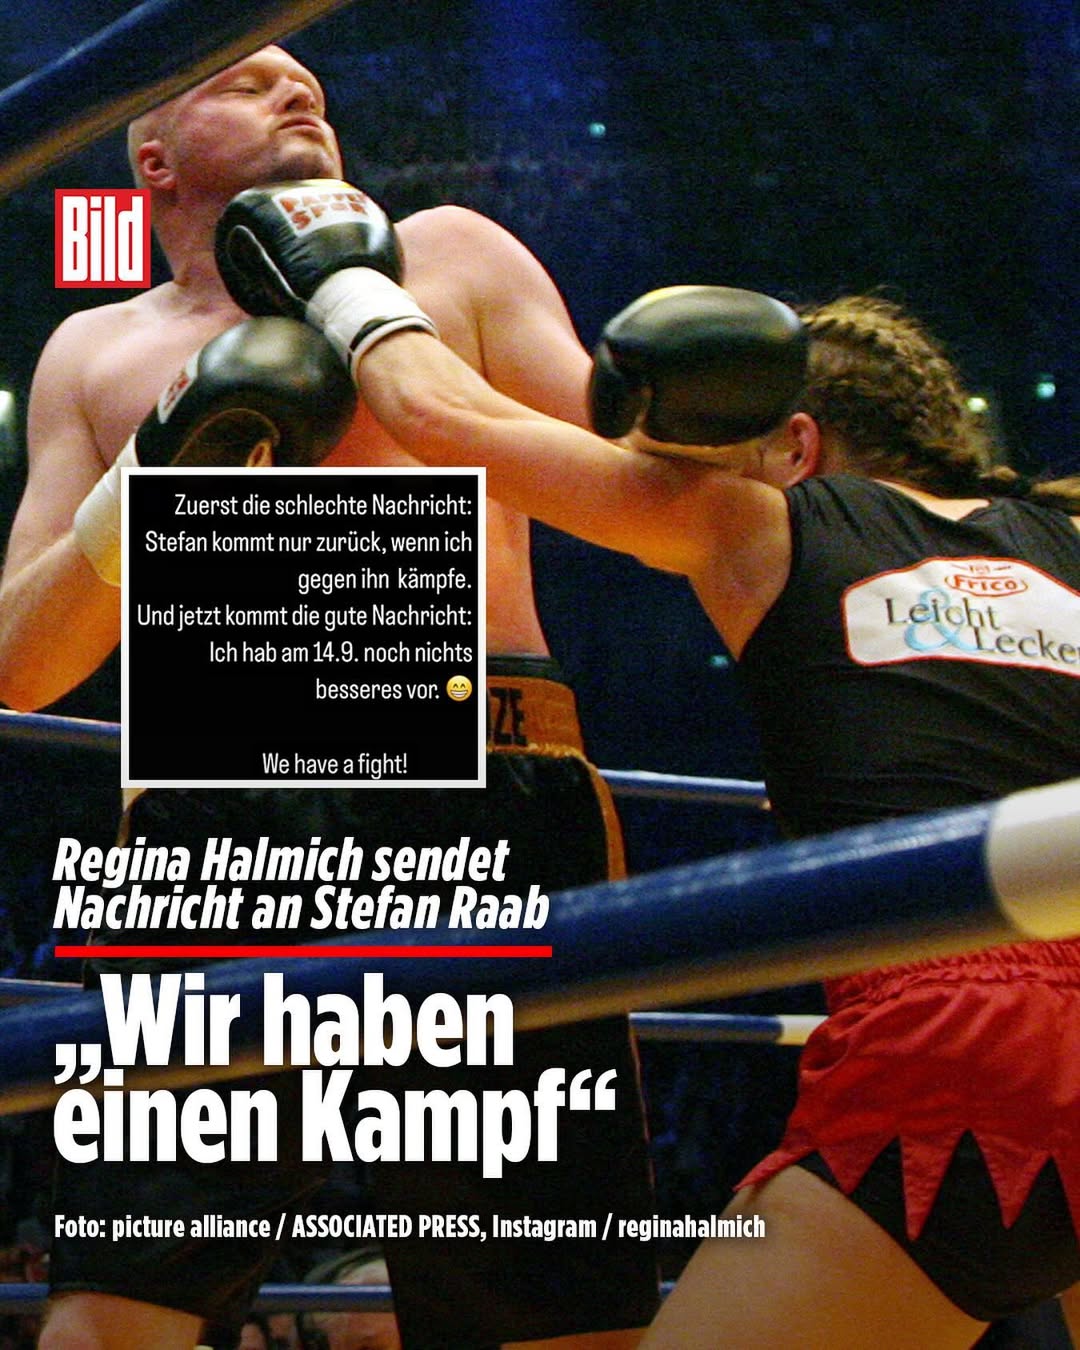 Bild
Zuerst die schlechte Nachricht:
Stefan kommt nur zurück, wenn ich
gegen ihn kämpfe.
Und jetzt kommt die gute Nachricht:
Ich hab am 14.9. noch nichts
besseres vor. 😁
We have a fight!
frico
Leicht
& Lecker
ZE
Regina Halmich sendet
Nachricht an Stefan Raab
„Wir haben
einen Kampf“
Foto: picture alliance / ASSOCIATED PRESS, Instagram / reginahalmich